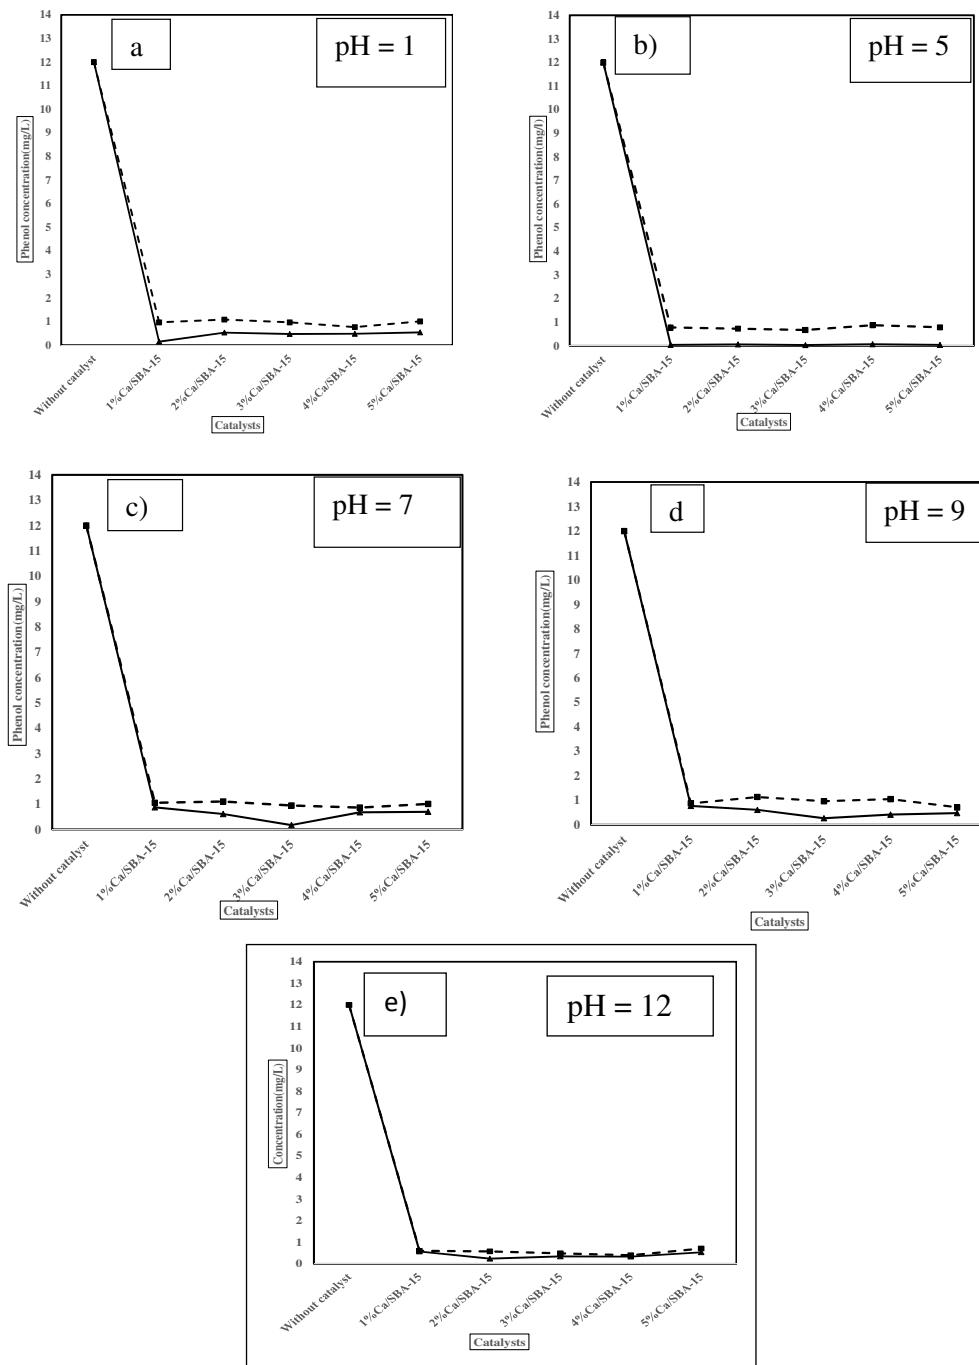 a
pH = 1
14
13
12
11
10
9
8
7
6
5
4
3
2
1
0
Phenol concentration(mg/L)
Without catalyst
1%Ca/SBA-15
2%Ca/SBA-15
3%Ca/SBA-15
4%Ca/SBA-15
5%Ca/SBA-15
Catalysts
b)
pH = 5
14
13
12
11
10
9
8
7
6
5
4
3
2
1
0
Phenol concentration(mg/l)
Without catalyst
1%Ca/SBA-15
2%Ca/SBA-15
3%Ca/SBA-15
4%Ca/SBA-15
5%Ca/SBA-15
Catalysts
c)
pH = 7
14
13
12
11
10
9
8
7
6
5
4
3
2
1
0
Phenol concentration(mg/L)
Without catalyst
1%Ca/SBA-15
2%Ca/SBA-15
3%Ca/SBA-15
4%Ca/SBA-15
5%Ca/SBA-15
Catalysts
d
pH = 9
14
13
12
11
10
9
8
7
6
5
4
3
2
1
0
Phenol concentration(mg/L)
Without catalyst
1%Ca/SBA-15
2%Ca/SBA-15
3%Ca/SBA-15
4%Ca/SBA-15
5%Ca/SBA-15
Catalysts
e)
pH = 12
14
13
12
11
10
9
8
7
6
5
4
3
2
1
0
Concentration(mg/L)
Without catalyst
1%Ca/SBA-15
2%Ca/SBA-15
3%Ca/SBA-15
4%Ca/SBA-15
5%Ca/SBA-15
Catalysts